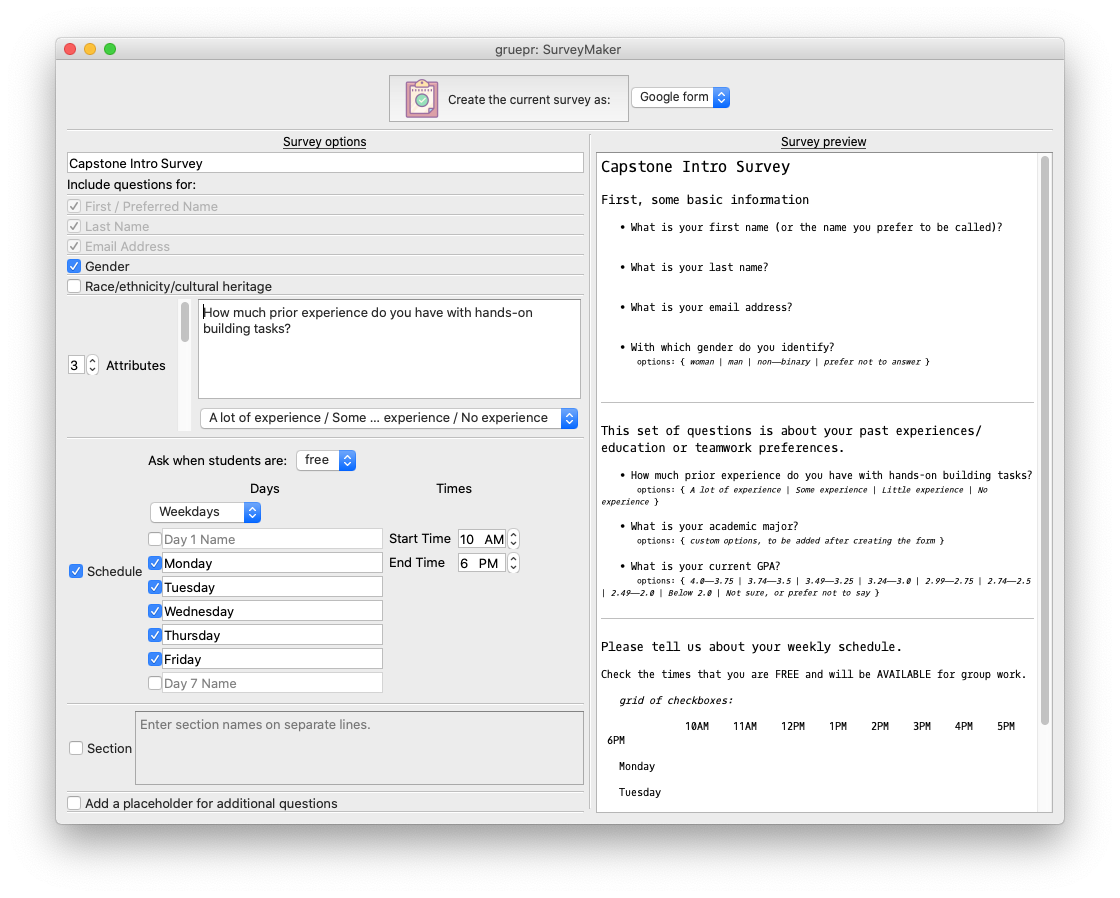 gruepr: SurveyMaker
Create the current survey as:
Google form
Survey options
Capstone Intro Survey
Include questions for:
First / Preferred Name
Last Name
Email Address
Gender
Race/ethnicity/cultural heritage
3 Attributes
How much prior experience do you have with hands-on
building tasks?
A lot of experience / Some ... experience / No experience
Ask when students are: free
Days
Times
Weekdays
Day 1 Name
Start Time 10 AM
Monday
End Time 6 PM
Schedule
Tuesday
Wednesday
Thursday
Friday
Day 7 Name
Section
Enter section names on separate lines.
Add a placeholder for additional questions
Survey preview
Capstone Intro Survey
First, some basic information
• What is your first name (or the name you prefer to be called)?
• What is your last name?
• What is your email address?
• With which gender do you identify?
options: { woman | man | non—binary | prefer not to answer }
This set of questions is about your past experiences/
education or teamwork preferences.
• How much prior experience do you have with hands-on building tasks?
options: { A lot of experience | Some experience | Little experience | No
experience }
• What is your academic major?
options: { custom options, to be added after creating the form }
• What is your current GPA?
options: { 4.0—3.75 | 3.74—3.5 | 3.49—3.25 | 3.24—3.0 | 2.99—2.75 | 2.74—2.5
| 2.49—2.0 | Below 2.0 | Not sure, or prefer not to say }
Please tell us about your weekly schedule.
Check the times that you are FREE and will be AVAILABLE for group work.
grid of checkboxes:
10AM 11AM 12PM 1PM 2PM 3PM 4PM 5PM
6PM
Monday
Tuesday